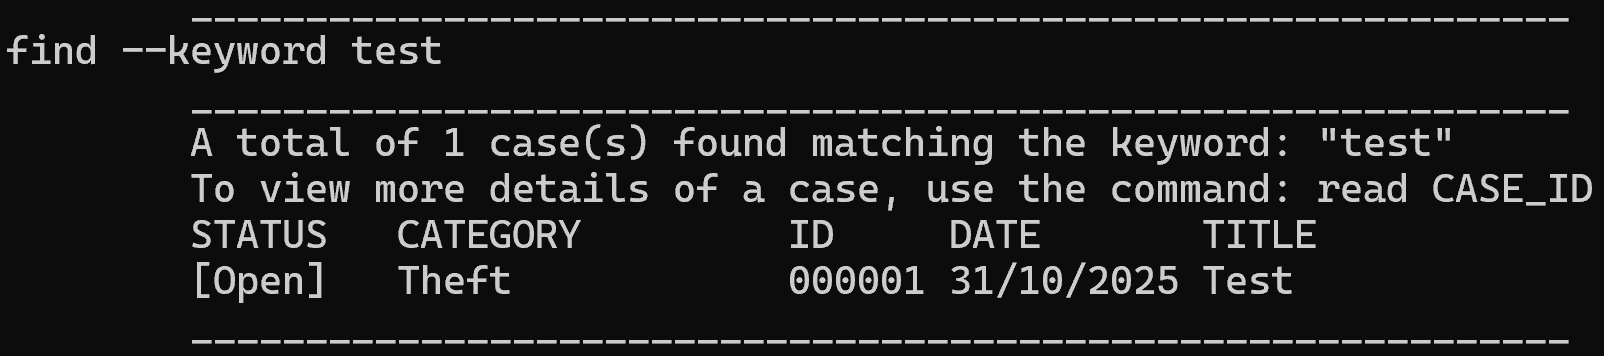 ____________________________________________________________
find --keyword test
____________________________________________________________
A total of 1 case(s) found matching the keyword: "test"
To view more details of a case, use the command: read CASE_ID
STATUS   CATEGORY         ID     DATE       TITLE
[Open]   Theft            000001 31/10/2025 Test
____________________________________________________________